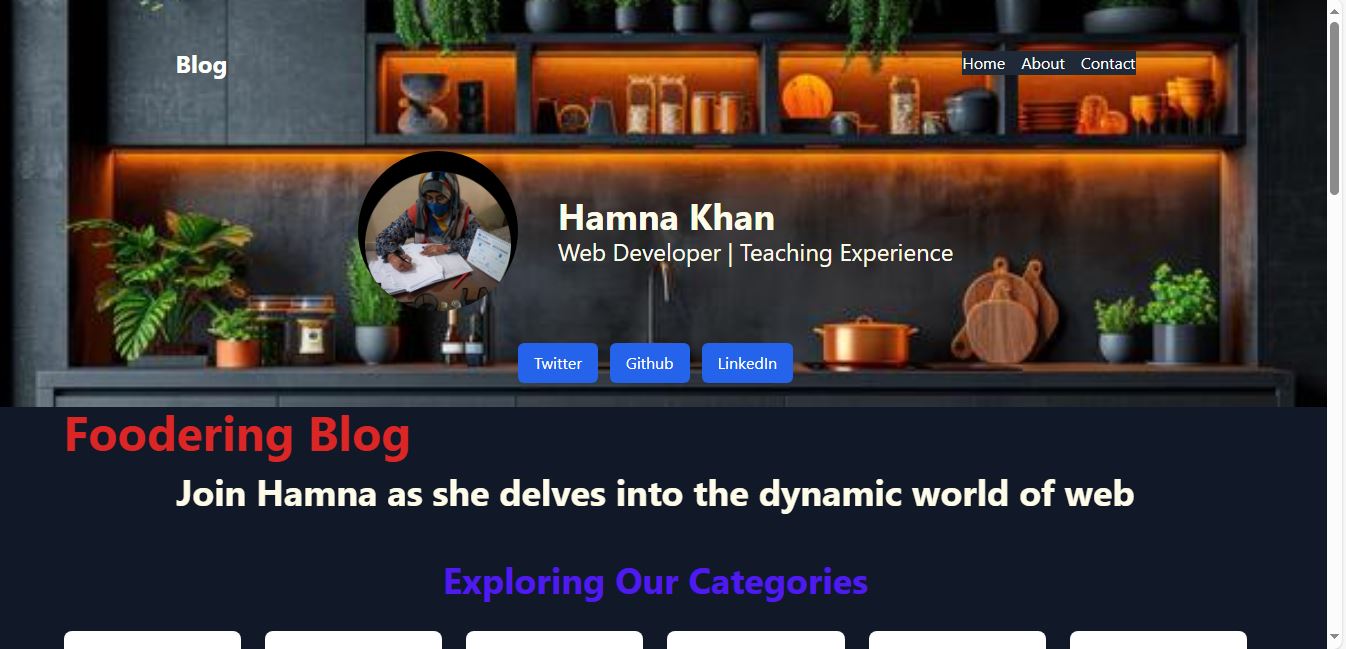 Blog
Home About Contact
Hamna Khan
Web Developer | Teaching Experience
Twitter Github LinkedIn
Foodering Blog
Join Hamna as she delves into the dynamic world of web
Exploring Our Categories